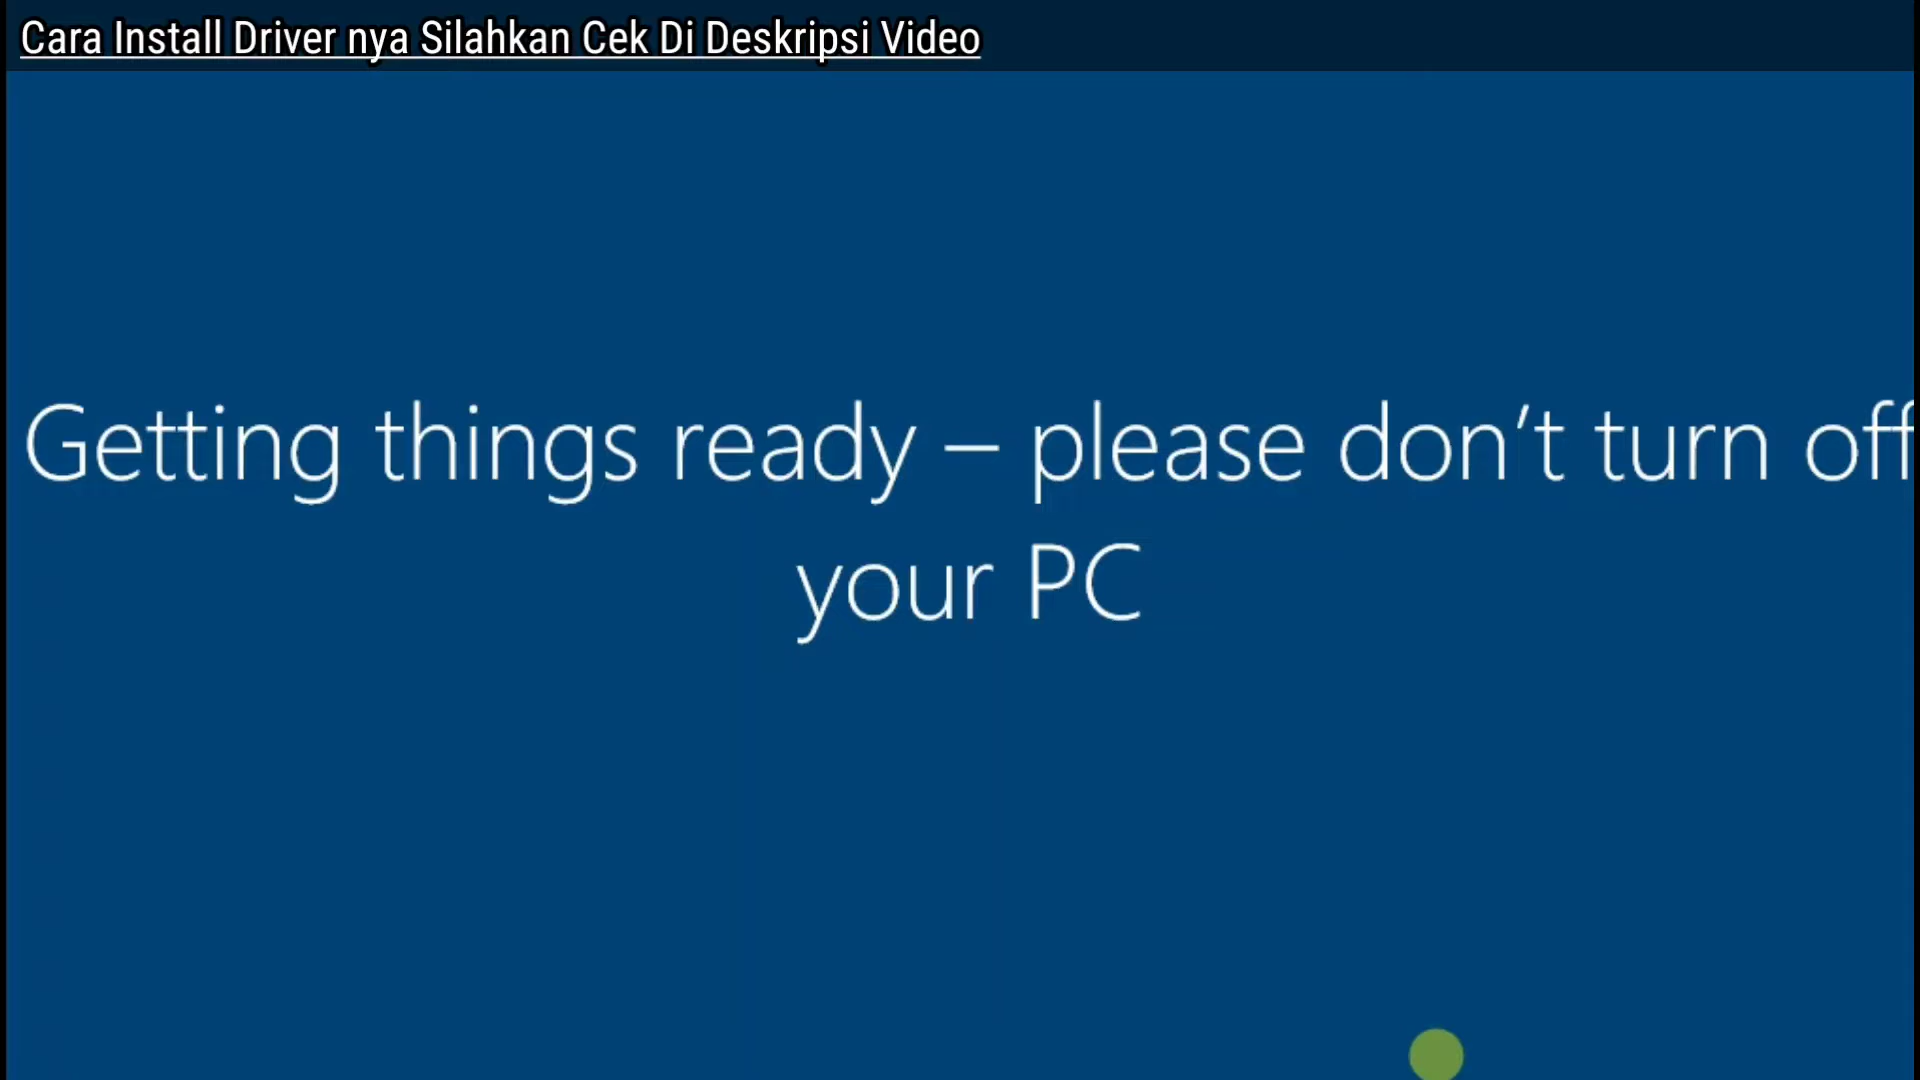 Cara Install Driver nya Silahkan Cek Di Deskripsi Video
Getting things ready – please don’t turn off
your PC